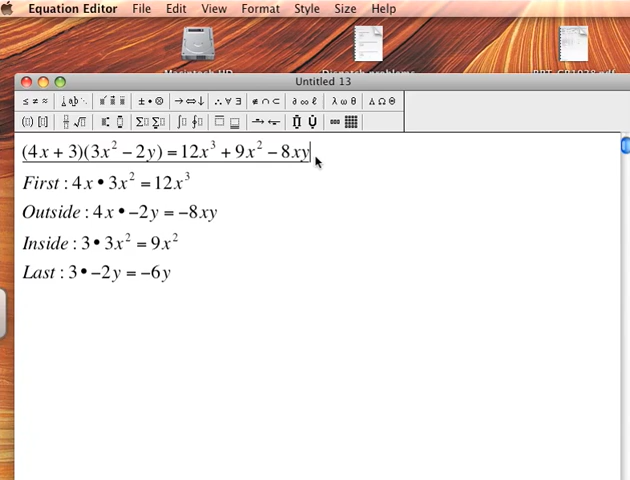 Equation Editor File Edit View Format Style Size Help
Untitled 13
(4x + 3)(3x² − 2y) = 12x³ + 9x² − 8xy
First : 4x • 3x² = 12x³
Outside : 4x • −2y = −8xy
Inside : 3 • 3x² = 9x²
Last : 3 • −2y = −6y